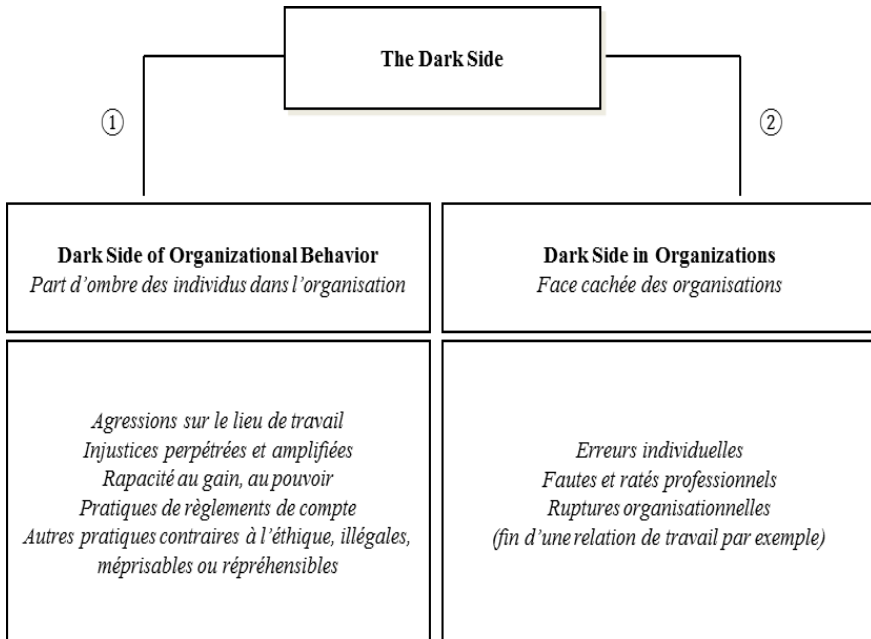 The Dark Side
①
②
Dark Side of Organizational Behavior
Part d’ombre des individus dans l’organisation
Dark Side in Organizations
Face cachée des organisations
Agressions sur le lieu de travail
Injustices perpétrées et amplifiées
Rapacité au gain, au pouvoir
Pratiques de règlements de compte
Autres pratiques contraires à l’éthique, illégales,
méprisables ou répréhensibles
Erreurs individuelles
Fautes et ratés professionnels
Ruptures organisationnelles
(fin d’une relation de travail par exemple)